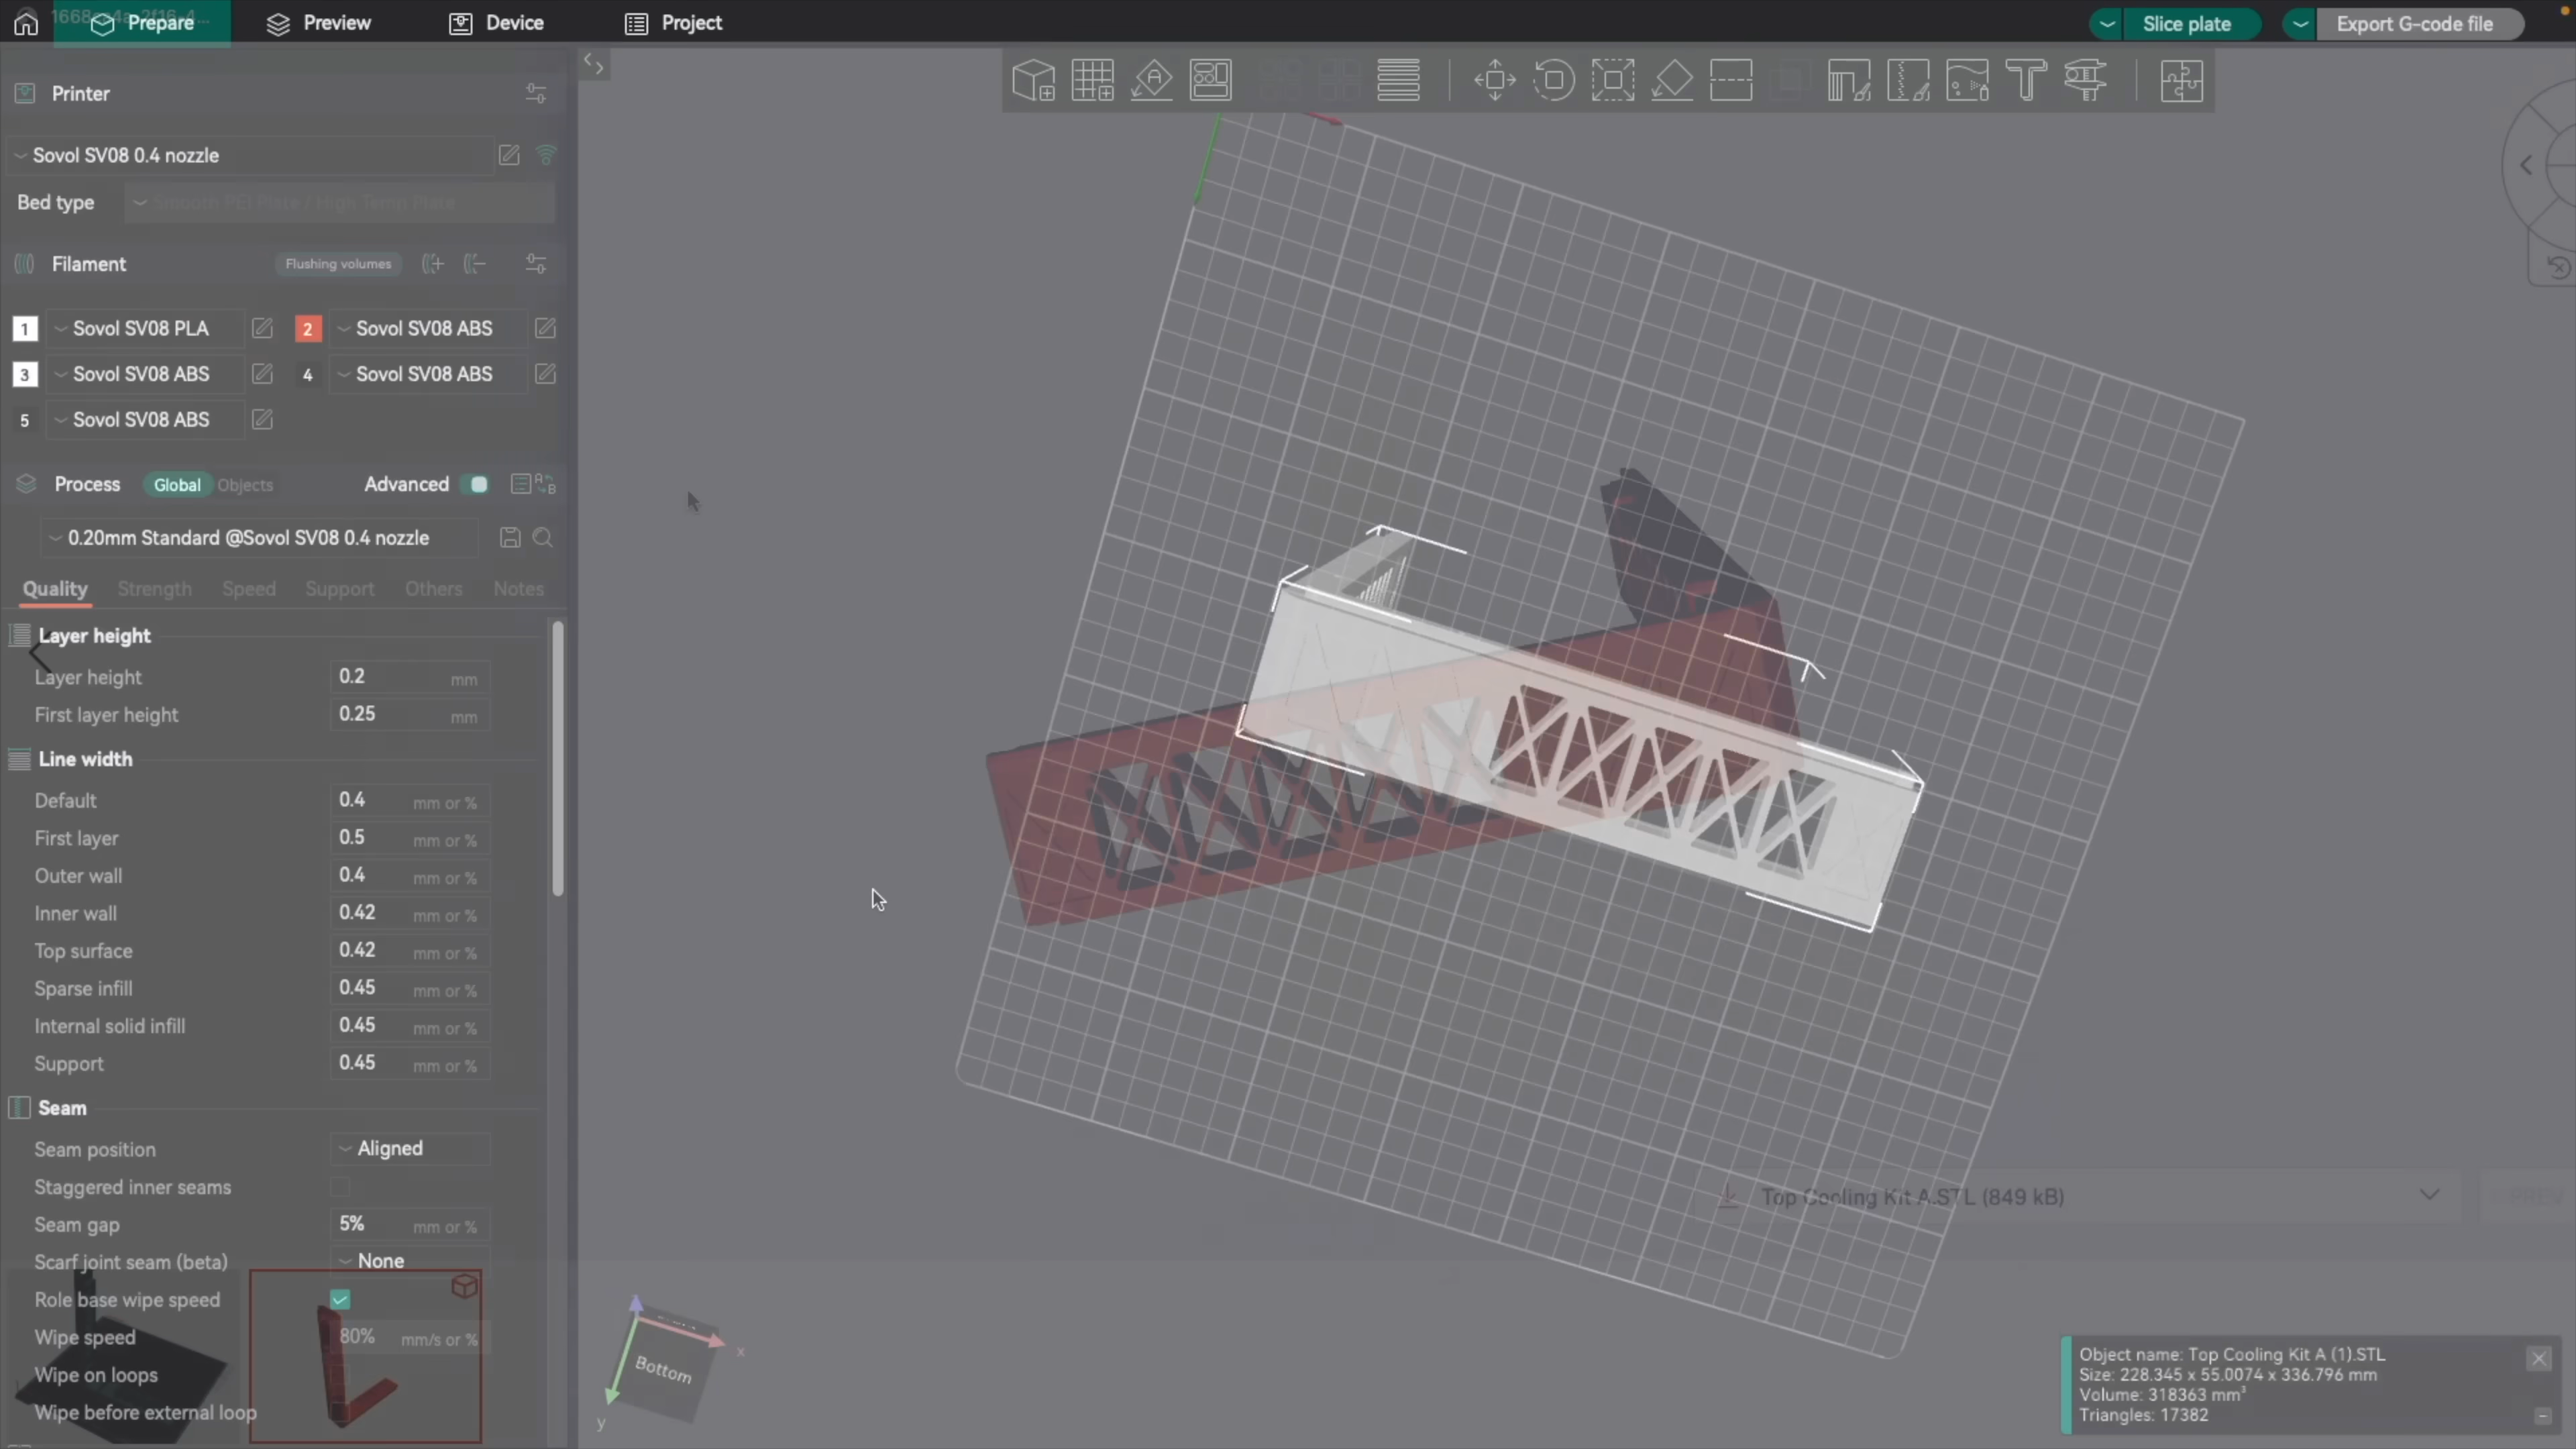 1668ea4a-2f16-4...
Prepare
Preview
Device
Project
Slice plate
Export G-code file
Printer
Sovol SV08 0.4 nozzle
Bed type
Smooth PEI Plate / High Temp Plate
Filament
Flushing volumes
1 Sovol SV08 PLA
2 Sovol SV08 ABS
3 Sovol SV08 ABS
4 Sovol SV08 ABS
5 Sovol SV08 ABS
Process
Global
Objects
Advanced
0.20mm Standard @Sovol SV08 0.4 nozzle
Quality
Strength
Speed
Support
Others
Notes
Layer height
Layer height 0.2 mm
First layer height 0.25 mm
Line width
Default 0.4 mm or %
First layer 0.5 mm or %
Outer wall 0.4 mm or %
Inner wall 0.42 mm or %
Top surface 0.42 mm or %
Sparse infill 0.45 mm or %
Internal solid infill 0.45 mm or %
Support 0.45 mm or %
Seam
Seam position Aligned
Staggered inner seams
Seam gap 5% mm or %
Scarf joint seam (beta) None
Role base wipe speed
Wipe speed 80% mm/s or %
Wipe on loops
Wipe before external loop
Top Cooling Kit A.STL (849 kB)
Bottom
x
y
Object name: Top Cooling Kit A (1).STL
Size: 228.345 x 55.0074 x 336.796 mm
Volume: 318363 mm³
Triangles: 17382